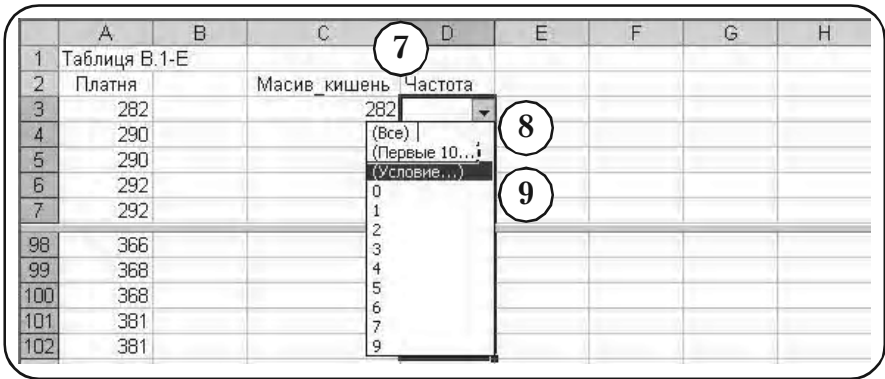 A B C D E F G H
7
1 Таблиця В.1-Е
2 Платня Масив_кишень Частота
3 282 282
8
4 290 (Все)
5 290 (Первые 10...
6 292 (Условие...)
9
7 292 0
1
2
98 366 3
99 368 4
100 368 5
6
101 381 7
102 381 9